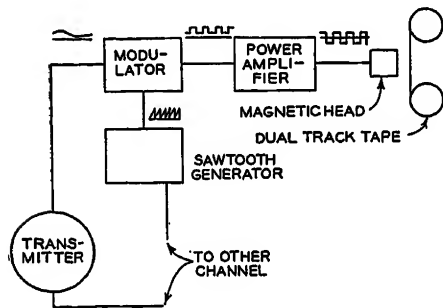 MODU-
LATOR
POWER
AMPLI-
FIER
MAGNETIC HEAD
DUAL TRACK TAPE
SAWTOOTH
GENERATOR
TRANS-
MITTER
TO OTHER
CHANNEL